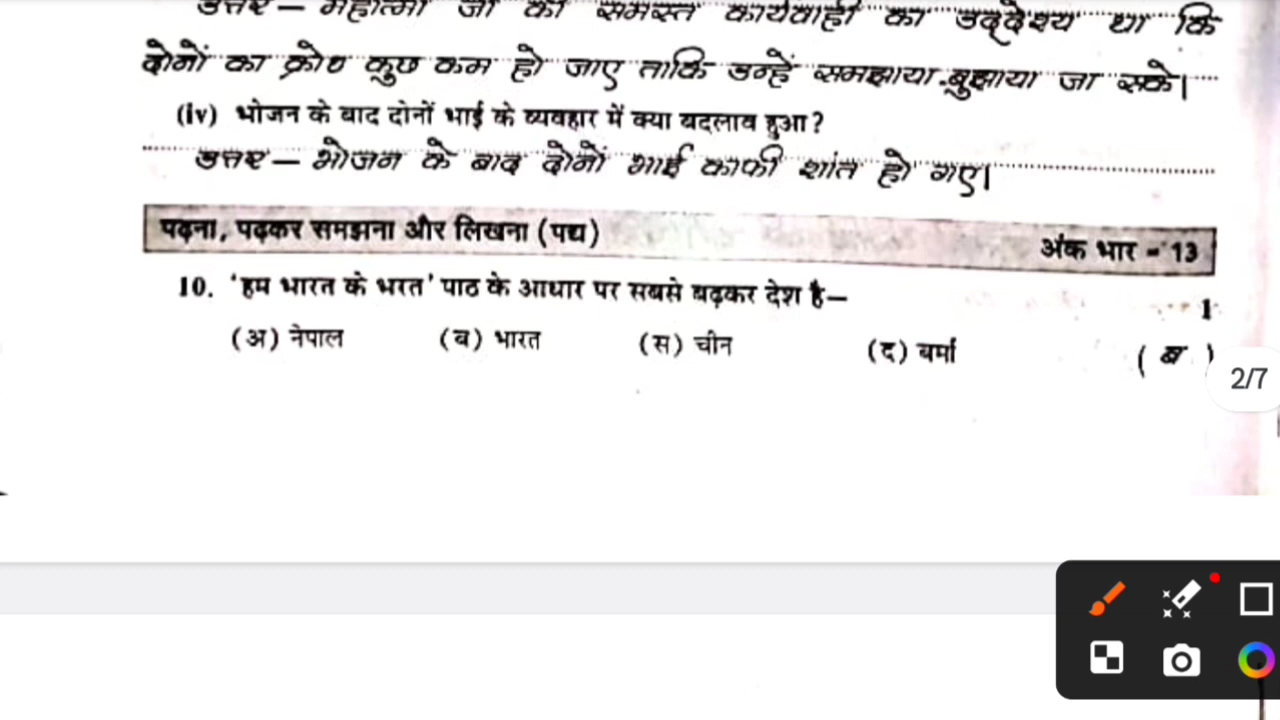 उत्तर – महात्मा जी की समस्त कार्यवाही का उद्देश्य था कि
दोनों का क्रोध कुछ कम हो जाए ताकि उन्हें समझाया-बुझाया जा सके।
(iv) भोजन के बाद दोनों भाई के व्यवहार में क्या बदलाव हुआ?
उत्तर – भोजन के बाद दोनों भाई काफी शांत हो गए।
पढ़ना, पढ़कर समझना और लिखना (पद्य) अंक भार - 13
10. 'हम भारत के भरत' पाठ के आधार पर सबसे बढ़कर देश है– 1
(अ) नेपाल (ब) भारत (स) चीन (द) बर्मा ( ब )
2/7